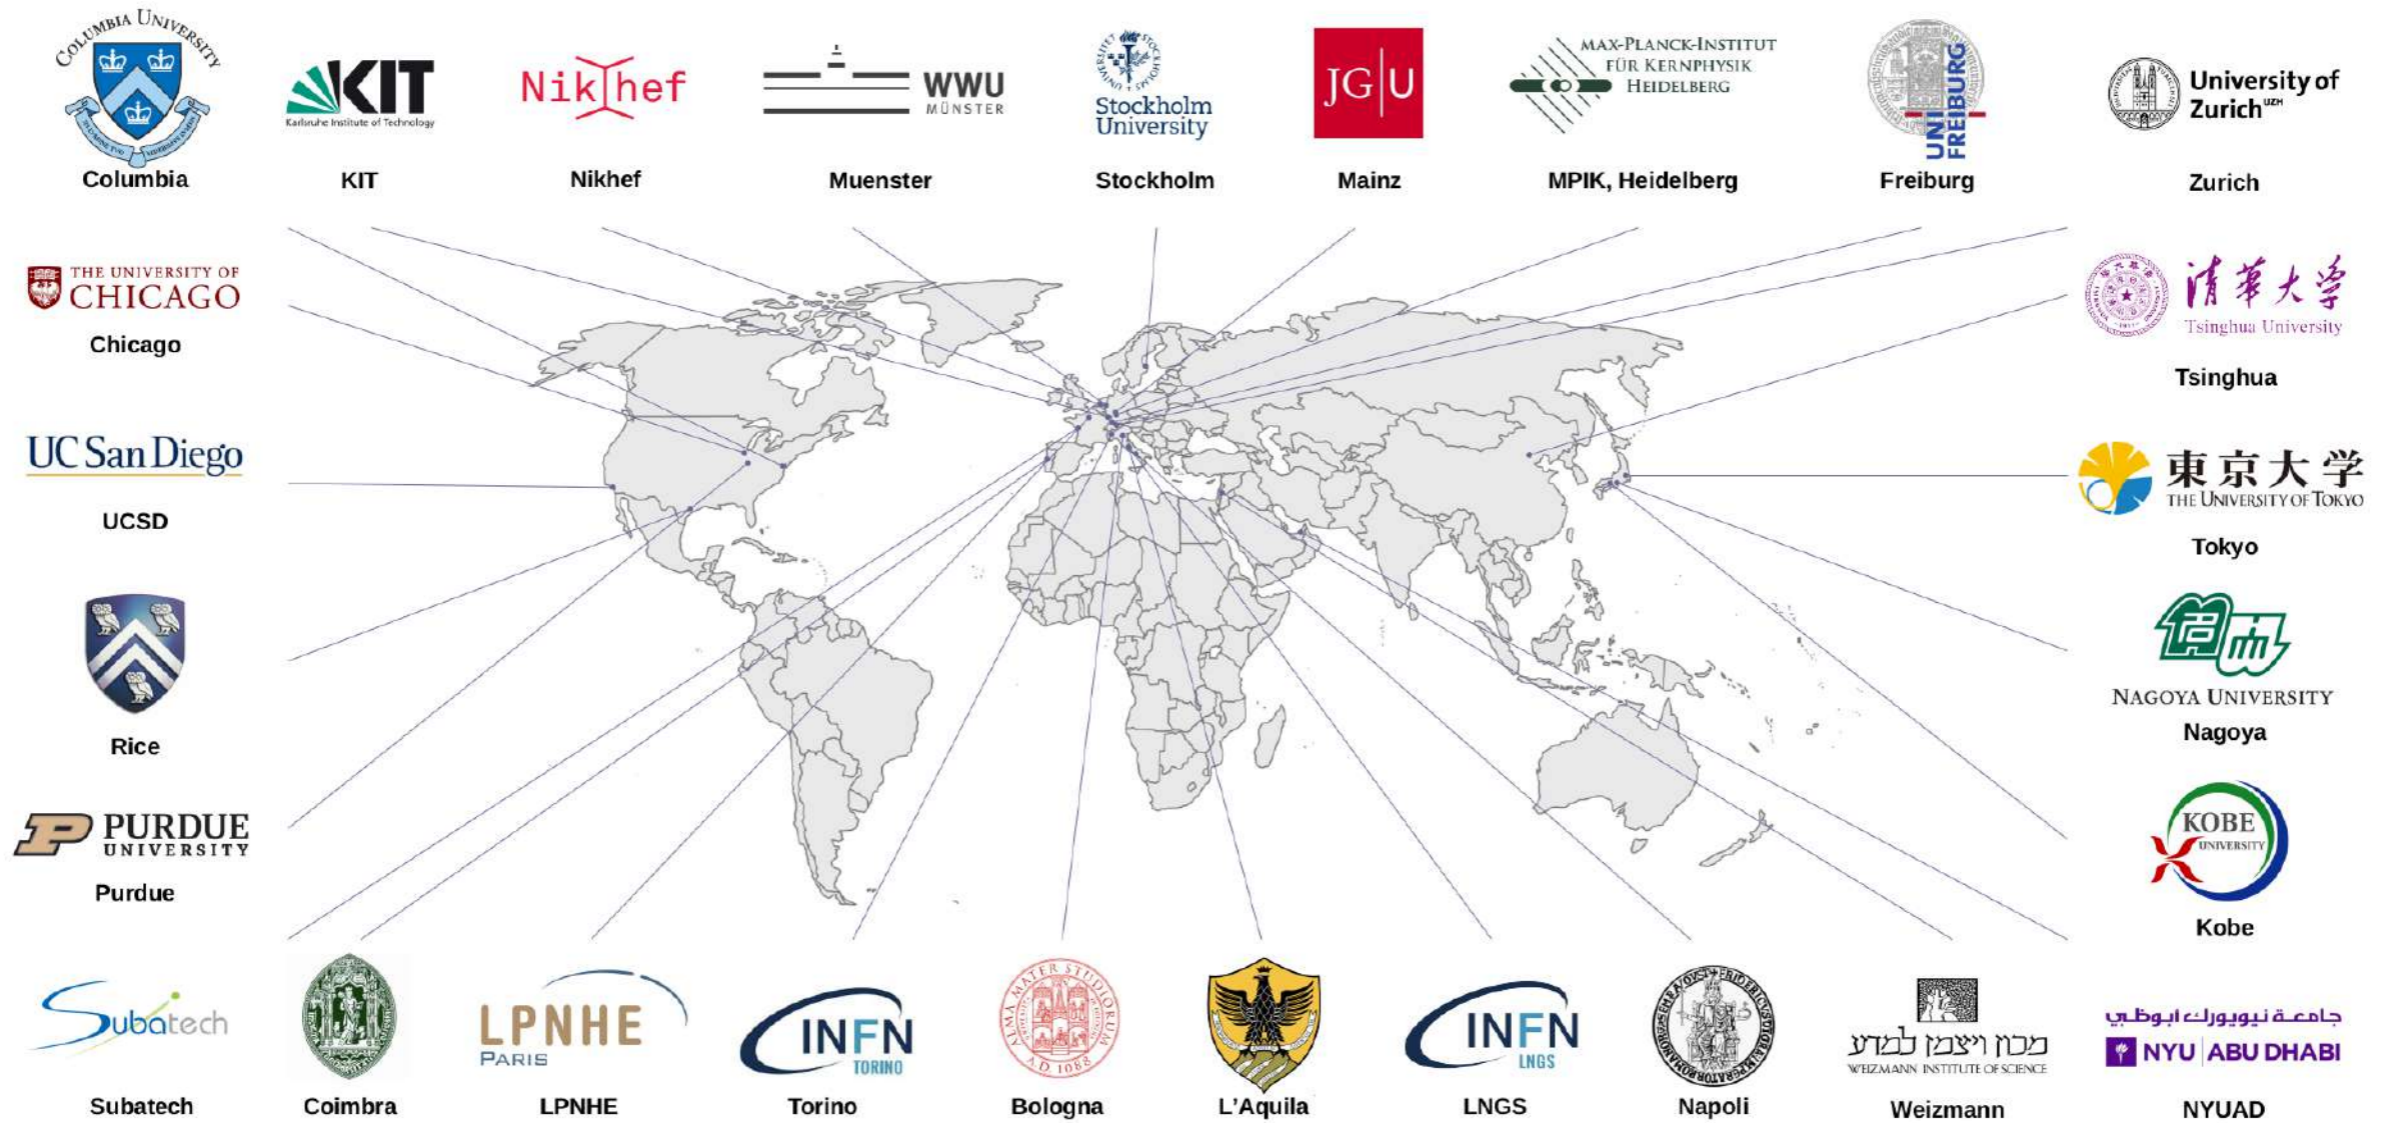 COLUMBIA UNIVERSITY
Columbia
KIT
Karlsruhe Institute of Technology
KIT
Nikhef
Nikhef
WWU
MÜNSTER
Muenster
Stockholm
University
Stockholm
JG|U
Mainz
MAX-PLANCK-INSTITUT
FÜR KERNPHYSIK
HEIDELBERG
MPIK, Heidelberg
UNI
FREIBURG
Freiburg
University of
Zurich UZH
Zurich
THE UNIVERSITY OF
CHICAGO
Chicago
清華大学
Tsinghua University
Tsinghua
UC San Diego
UCSD
東京大学
THE UNIVERSITY OF TOKYO
Tokyo
Rice
NAGOYA UNIVERSITY
Nagoya
PURDUE
UNIVERSITY
Purdue
KOBE
UNIVERSITY
Kobe
Subatech
Subatech
Coimbra
LPNHE
PARIS
LPNHE
INFN
TORINO
Torino
ALMA MATER STUDIORUM
A.D. 1088
Bologna
L'Aquila
INFN
LNGS
LNGS
Napoli
מכון ויצמן למדע
WEIZMANN INSTITUTE OF SCIENCE
Weizmann
جامعة نيويورك أبوظبي
NYU ABU DHABI
NYUAD